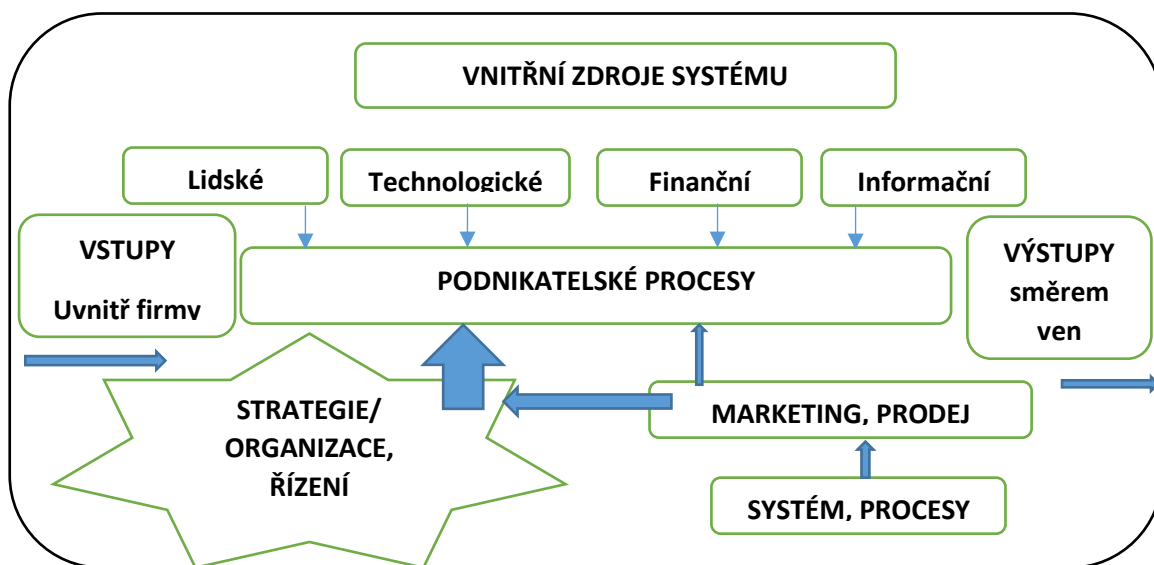 VNITŘNÍ ZDROJE SYSTÉMU
Lidské
Technologické
Finanční
Informační
VSTUPY
Uvnitř firmy
PODNIKATELSKÉ PROCESY
VÝSTUPY
směrem
ven
STRATEGIE/
ORGANIZACE,
ŘÍZENÍ
MARKETING, PRODEJ
SYSTÉM, PROCESY